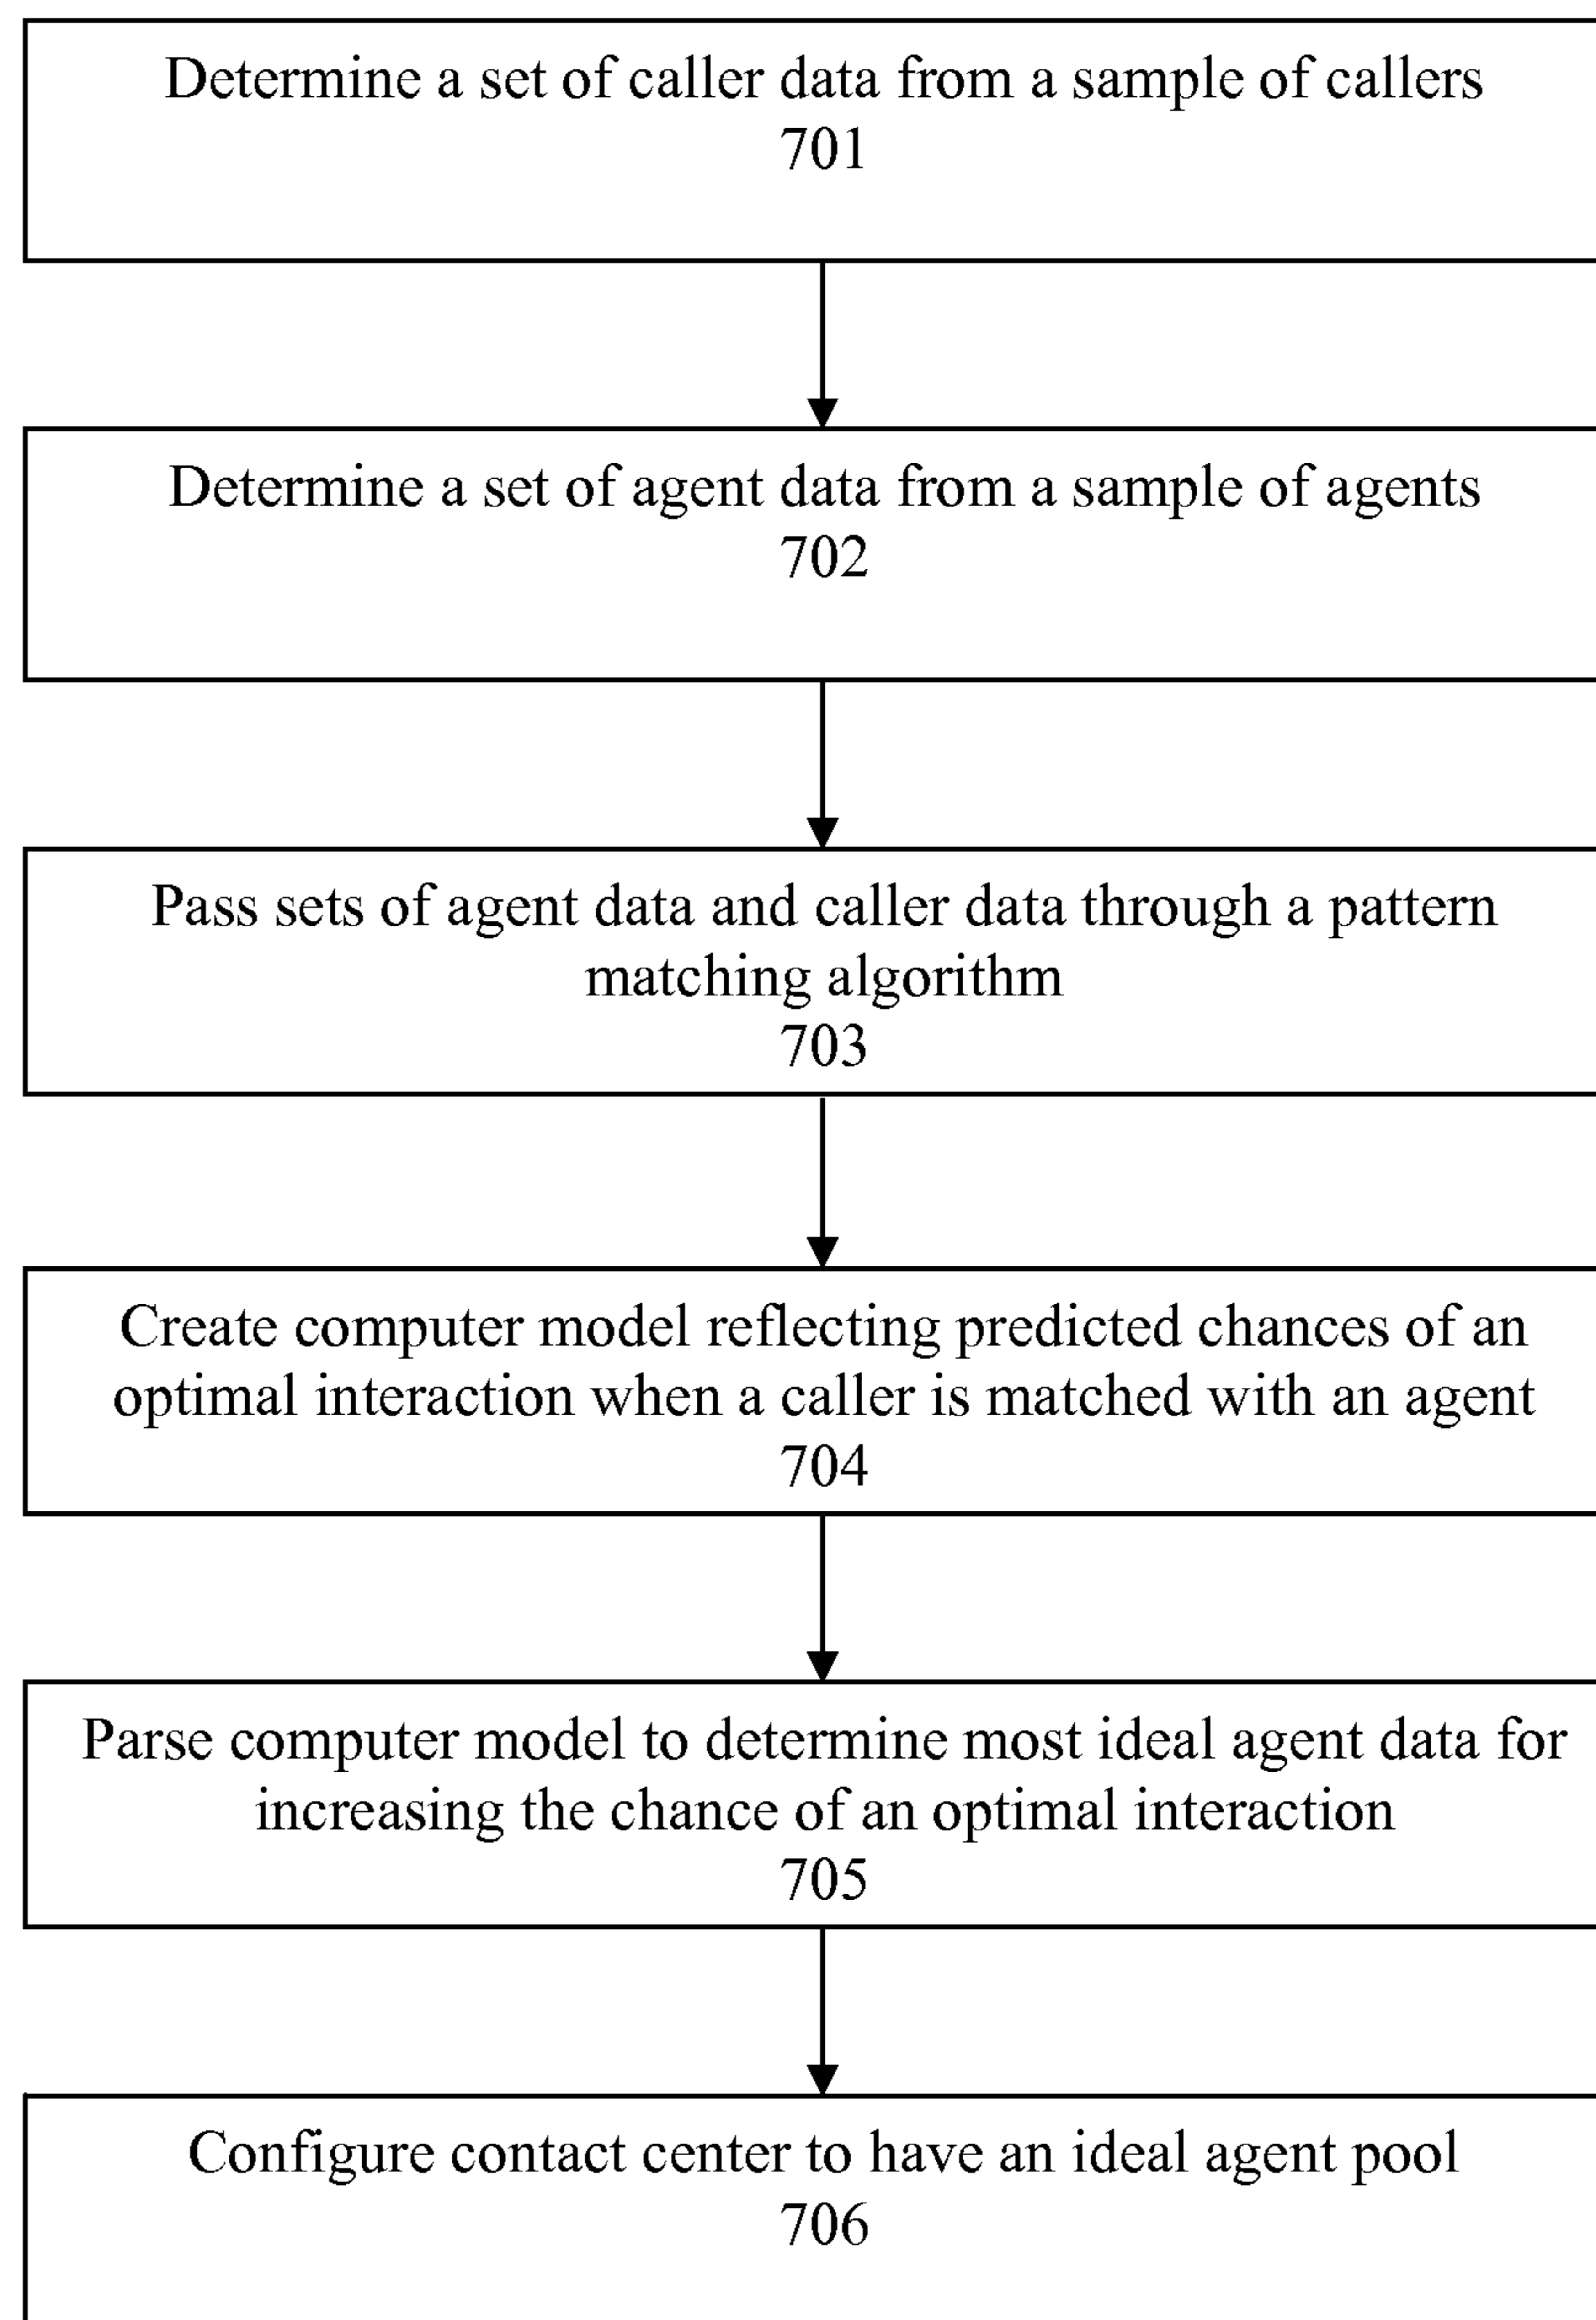 Determine a set of caller data from a sample of callers
701
Determine a set of agent data from a sample of agents
702
Pass sets of agent data and caller data through a pattern
matching algorithm
703
Create computer model reflecting predicted chances of an
optimal interaction when a caller is matched with an agent
704
Parse computer model to determine most ideal agent data for
increasing the chance of an optimal interaction
705
Configure contact center to have an ideal agent pool
706